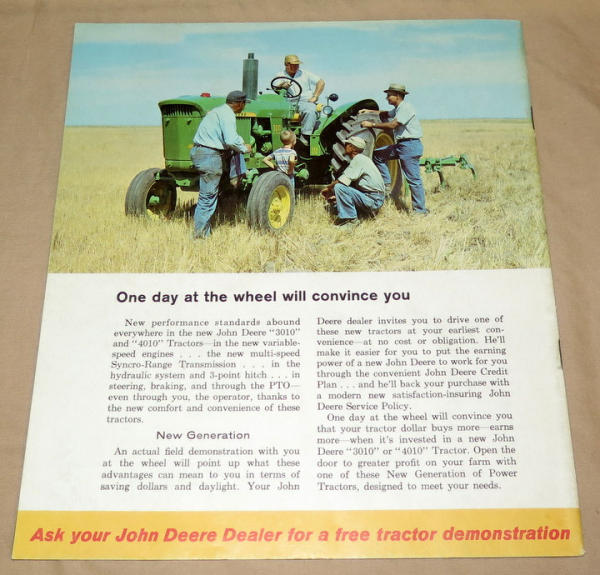 One day at the wheel will convince you
New performance standards abound
everywhere in the new John Deere "3010"
and "4010" Tractors—in the new variable-
speed engines . . . the new multi-speed
Syncro-Range Transmission . . . in the
hydraulic system and 3-point hitch . . . in
steering, braking, and through the PTO—
even through you, the operator, thanks to
the new comfort and convenience of these
tractors.
New Generation
An actual field demonstration with you
at the wheel will point up what these
advantages can mean to you in terms of
saving dollars and daylight. Your John
Deere dealer invites you to drive one of
these new tractors at your earliest con-
venience—at no cost or obligation. He'll
make it easier for you to put the earning
power of a new John Deere to work for you
through the convenient John Deere Credit
Plan . . . and he'll back your purchase with
a modern new satisfaction-insuring John
Deere Service Policy.
One day at the wheel will convince you
that your tractor dollar buys more—earns
more—when it's invested in a new John
Deere "3010" or "4010" Tractor. Open the
door to greater profit on your farm with
one of these New Generation of Power
Tractors, designed to meet your needs.
Ask your John Deere Dealer for a free tractor demonstration